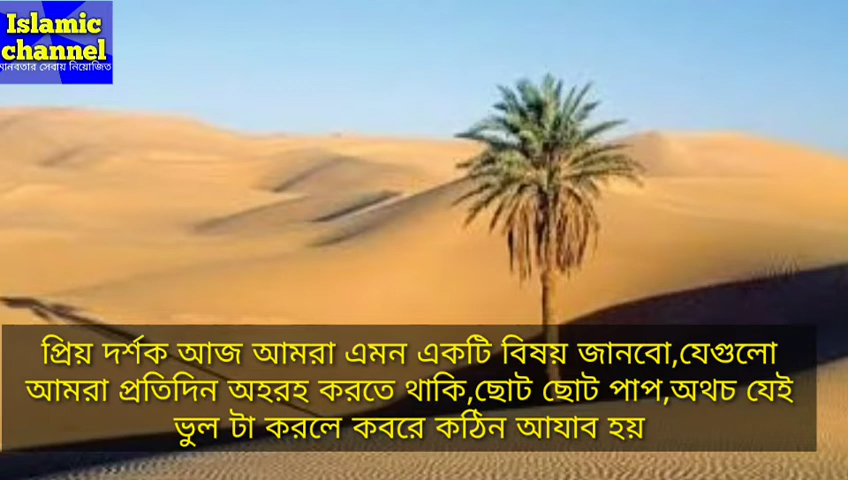 Islamic
channel
মানবতার সেবায় নিয়োজিত
প্রিয় দর্শক আজ আমরা এমন একটি বিষয় জানবো,যেগুলো
আমরা প্রতিদিন অহরহ করতে থাকি,ছোট ছোট পাপ,অথচ যেই
ভুল টা করলে কবরে কঠিন আযাব হয়